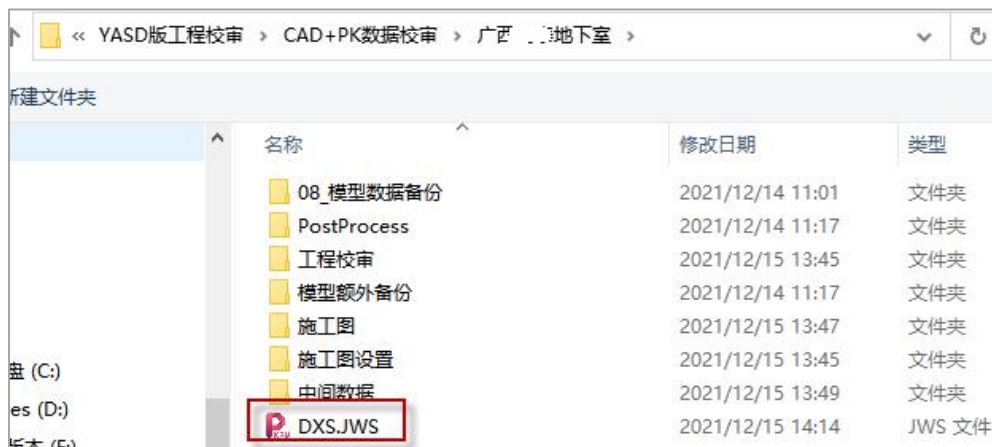 « YASD版工程校审 › CAD+PK数据校审 › 广西 地下室 ›
新建文件夹
名称 修改日期 类型
08_模型数据备份 2021/12/14 11:01 文件夹
PostProcess 2021/12/14 11:17 文件夹
工程校审 2021/12/15 13:45 文件夹
模型额外备份 2021/12/14 11:17 文件夹
施工图 2021/12/15 13:47 文件夹
施工图设置 2021/12/15 13:45 文件夹
盘 (C:)
中间数据 2021/12/15 13:49 文件夹
es (D:)
DXS.JWS 2021/12/15 14:14 JWS 文件
版本 (E:)